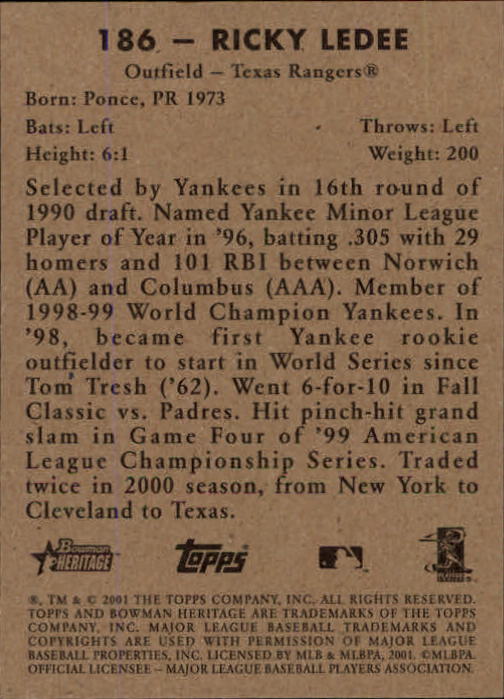 186 – RICKY LEDEE
Outfield – Texas Rangers®
Born: Ponce, PR 1973
Bats: Left Throws: Left
Height: 6:1 Weight: 200
Selected by Yankees in 16th round of
1990 draft. Named Yankee Minor League
Player of Year in '96, batting .305 with 29
homers and 101 RBI between Norwich
(AA) and Columbus (AAA). Member of
1998-99 World Champion Yankees. In
'98, became first Yankee rookie
outfielder to start in World Series since
Tom Tresh ('62). Went 6-for-10 in Fall
Classic vs. Padres. Hit pinch-hit grand
slam in Game Four of '99 American
League Championship Series. Traded
twice in 2000 season, from New York to
Cleveland to Texas.
Bowman
HERITAGE
Topps
®, TM & © 2001 THE TOPPS COMPANY, INC. ALL RIGHTS RESERVED.
TOPPS AND BOWMAN HERITAGE ARE TRADEMARKS OF THE TOPPS
COMPANY, INC. MAJOR LEAGUE BASEBALL TRADEMARKS AND
COPYRIGHTS ARE USED WITH PERMISSION OF MAJOR LEAGUE
BASEBALL PROPERTIES, INC. LICENSED BY MLB & MLBPA, 2001. ©MLBPA.
OFFICIAL LICENSEE – MAJOR LEAGUE BASEBALL PLAYERS ASSOCIATION.